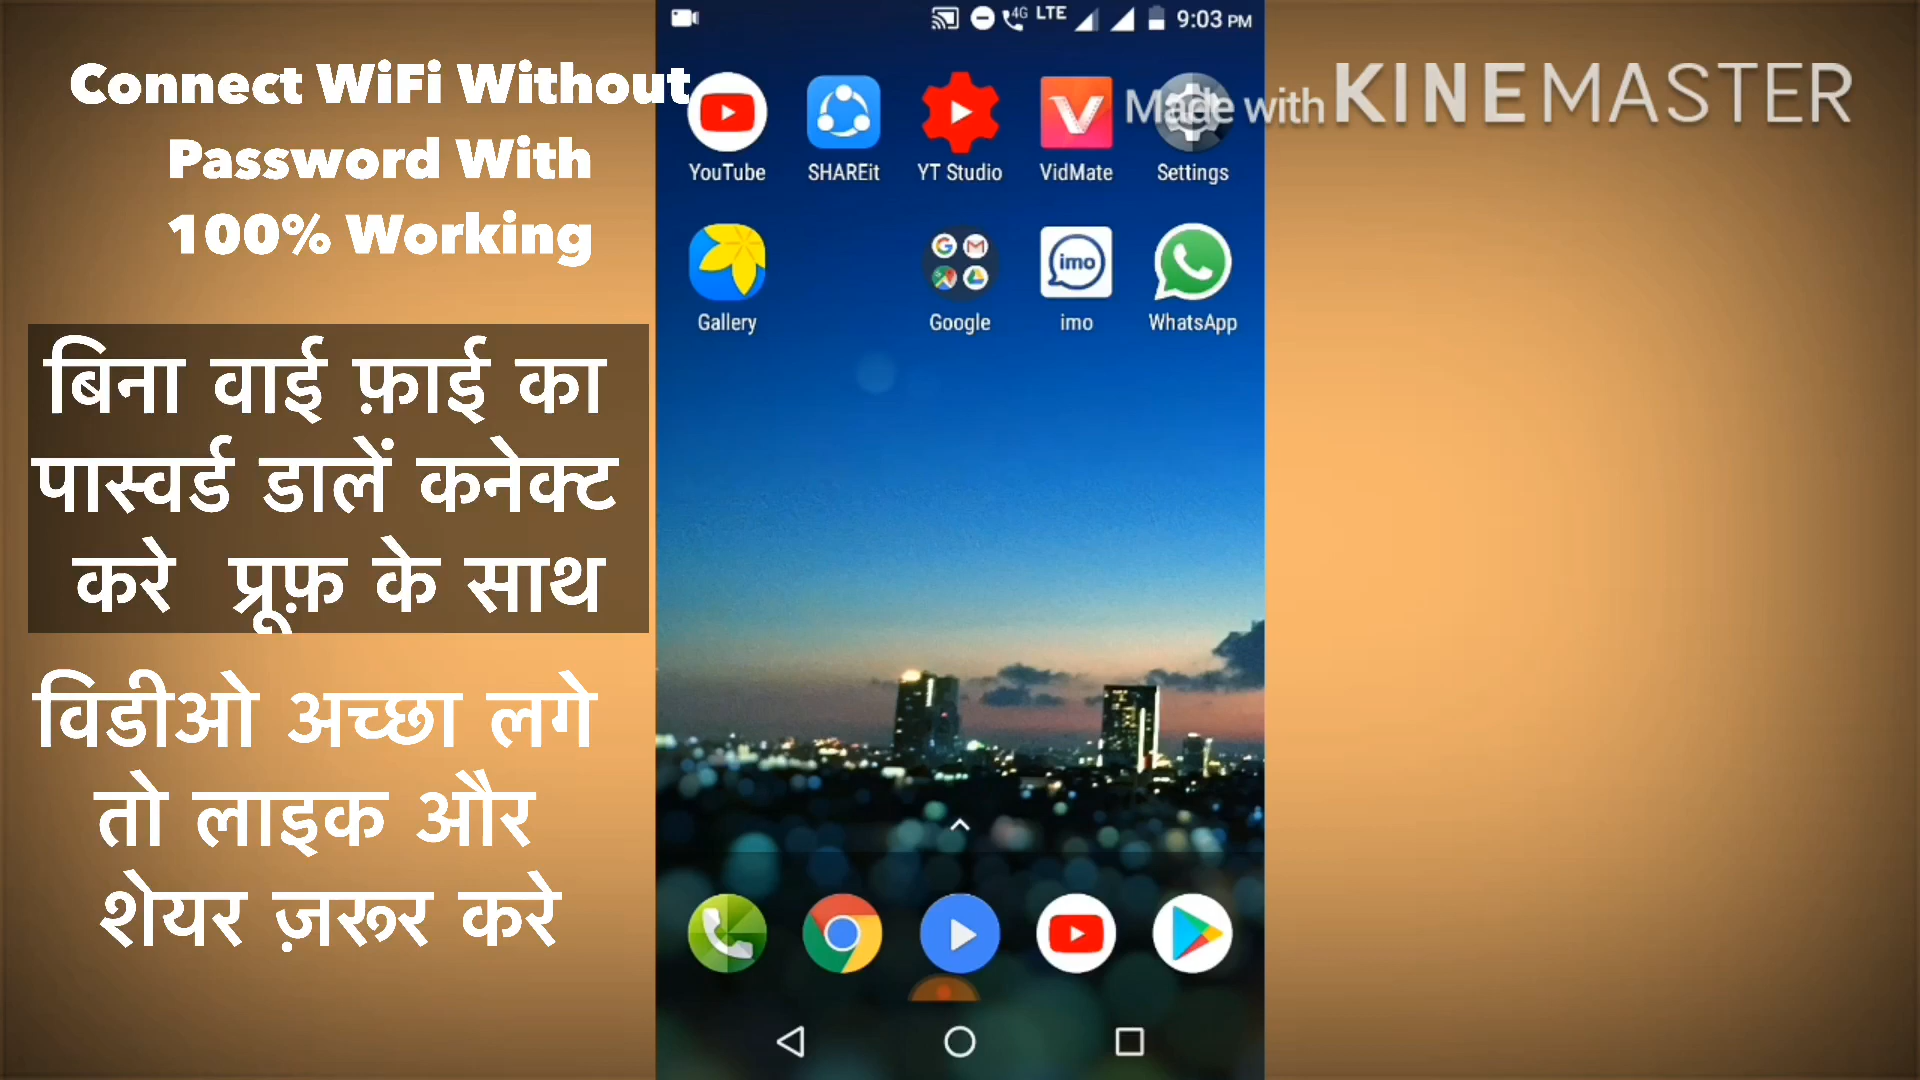 Connect WiFi Without
Password With
100% Working
बिना वाई फ़ाई का
पास्वर्ड डालें कनेक्ट
करे प्रूफ़ के साथ
विडीओ अच्छा लगे
तो लाइक और
शेयर ज़रूर करे
4G LTE 9:03 PM
Made with KINEMASTER
YouTube SHAREit YT Studio VidMate Settings
imo
Gallery Google imo WhatsApp